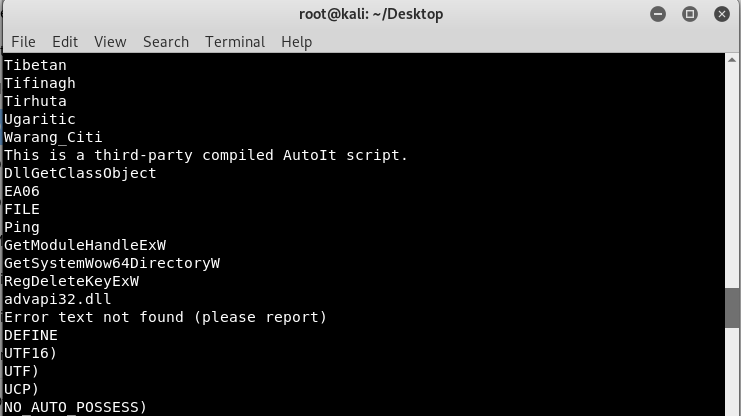 root@kali: ~/Desktop
File Edit View Search Terminal Help
Tibetan
Tifinagh
Tirhuta
Ugaritic
Warang_Citi
This is a third-party compiled AutoIt script.
DllGetClassObject
EA06
FILE
Ping
GetModuleHandleExW
GetSystemWow64DirectoryW
RegDeleteKeyExW
advapi32.dll
Error text not found (please report)
DEFINE
UTF16)
UTF)
UCP)
NO_AUTO_POSSESS)